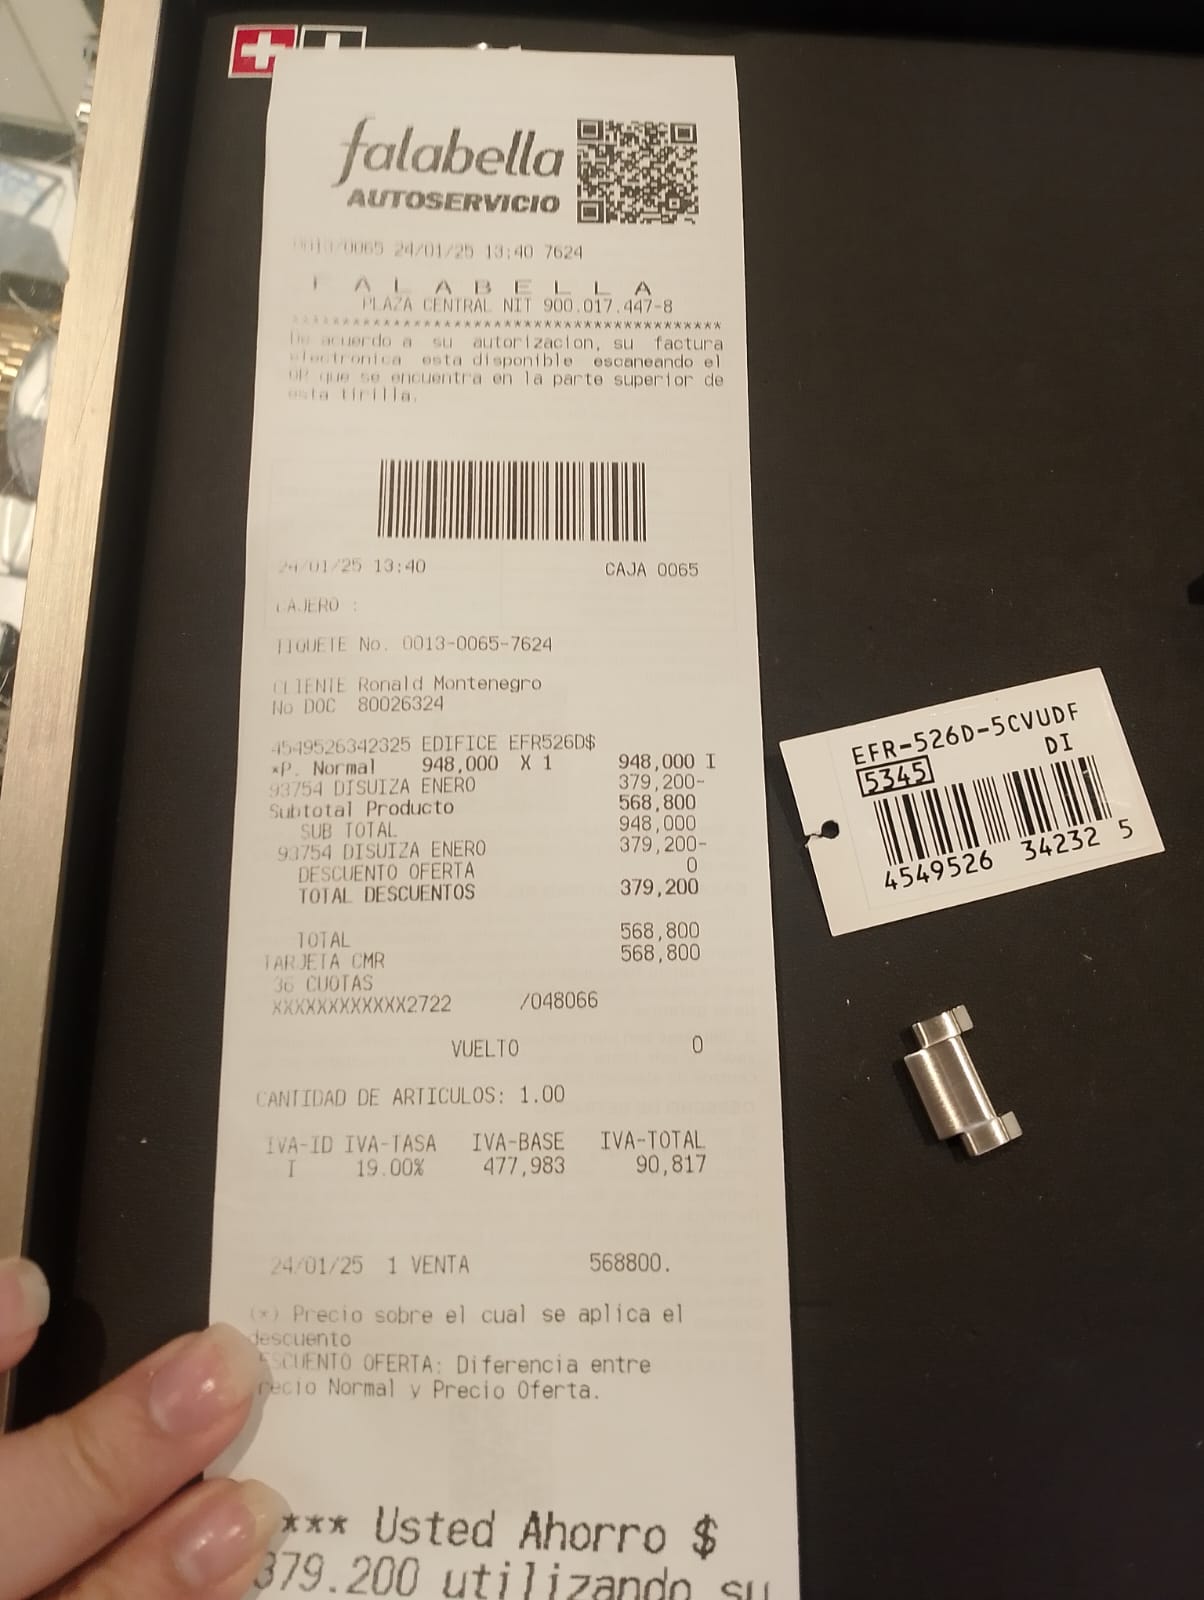 falabella
AUTOSERVICIO
0013/0065 24/01/25 13:40 7624
F A L A B E L L A
PLAZA CENTRAL NIT 900.017.447-8
*****************************************
De acuerdo a su autorizacion, su factura
electronica esta disponible escaneando el
QR que se encuentra en la parte superior de
esta tirilla.
24/01/25 13:40 CAJA 0065
CAJERO :
TIQUETE No. 0013-0065-7624
CLIENTE Ronald Montenegro
No DOC 80026324
4549526342325 EDIFICE EFR526D$
*P. Normal 948,000 X 1 948,000 I
93754 DISUIZA ENERO 379,200-
Subtotal Producto 568,800
SUB TOTAL 948,000
93754 DISUIZA ENERO 379,200-
DESCUENTO OFERTA 0
TOTAL DESCUENTOS 379,200
TOTAL 568,800
TARJETA CMR 568,800
36 CUOTAS
XXXXXXXXXXXX2722 /048066
VUELTO 0
CANTIDAD DE ARTICULOS: 1.00
IVA-ID IVA-TASA IVA-BASE IVA-TOTAL
I 19.00% 477,983 90,817
24/01/25 1 VENTA 568800.
(*) Precio sobre el cual se aplica el
descuento
ESCUENTO OFERTA: Diferencia entre
recio Normal y Precio Oferta.
*** Usted Ahorro $
379.200 utilizando su
EFR-526D-5CVUDF
DI
5345
4549526 34232 5